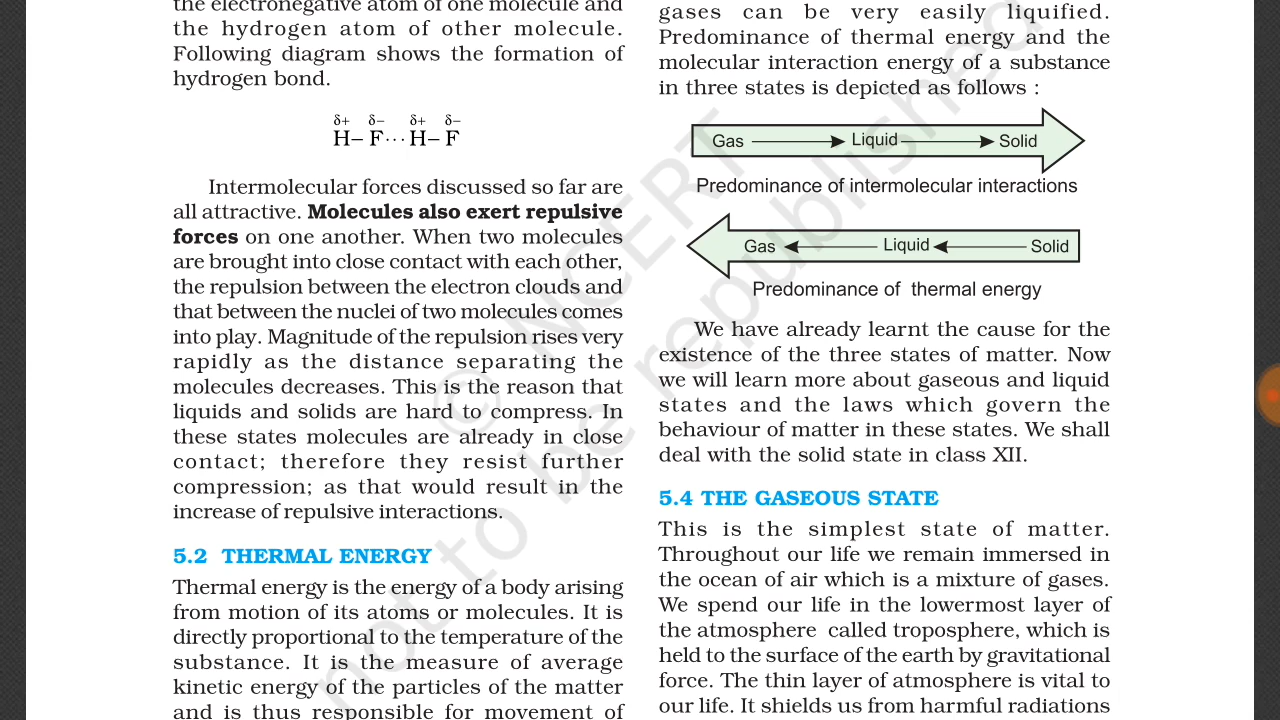 the electronegative atom of one molecule and
the hydrogen atom of other molecule.
Following diagram shows the formation of
hydrogen bond.
δ+ δ– δ+ δ–
H– F···H– F
Intermolecular forces discussed so far are
all attractive. Molecules also exert repulsive
forces on one another. When two molecules
are brought into close contact with each other,
the repulsion between the electron clouds and
that between the nuclei of two molecules comes
into play. Magnitude of the repulsion rises very
rapidly as the distance separating the
molecules decreases. This is the reason that
liquids and solids are hard to compress. In
these states molecules are already in close
contact; therefore they resist further
compression; as that would result in the
increase of repulsive interactions.
5.2 THERMAL ENERGY
Thermal energy is the energy of a body arising
from motion of its atoms or molecules. It is
directly proportional to the temperature of the
substance. It is the measure of average
kinetic energy of the particles of the matter
and is thus responsible for movement of
gases can be very easily liquified.
Predominance of thermal energy and the
molecular interaction energy of a substance
in three states is depicted as follows :
Gas Liquid Solid
Predominance of intermolecular interactions
Gas Liquid Solid
Predominance of thermal energy
We have already learnt the cause for the
existence of the three states of matter. Now
we will learn more about gaseous and liquid
states and the laws which govern the
behaviour of matter in these states. We shall
deal with the solid state in class XII.
5.4 THE GASEOUS STATE
This is the simplest state of matter.
Throughout our life we remain immersed in
the ocean of air which is a mixture of gases.
We spend our life in the lowermost layer of
the atmosphere called troposphere, which is
held to the surface of the earth by gravitational
force. The thin layer of atmosphere is vital to
our life. It shields us from harmful radiations
© NCERT
not to be republished